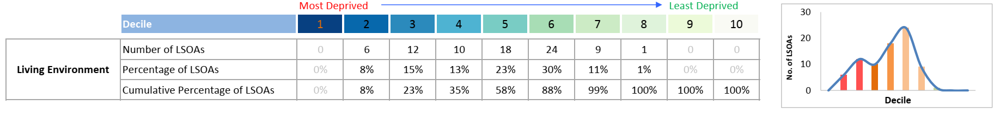 Most Deprived Least Deprived
Decile 1 2 3 4 5 6 7 8 9 10
Living Environment
Number of LSOAs 0 6 12 10 18 24 9 1 0 0
Percentage of LSOAs 0% 8% 15% 13% 23% 30% 11% 1% 0% 0%
Cumulative Percentage of LSOAs 0% 8% 23% 35% 58% 88% 99% 100% 100% 100%
No. of LSOAs
30
20
10
0
Decile